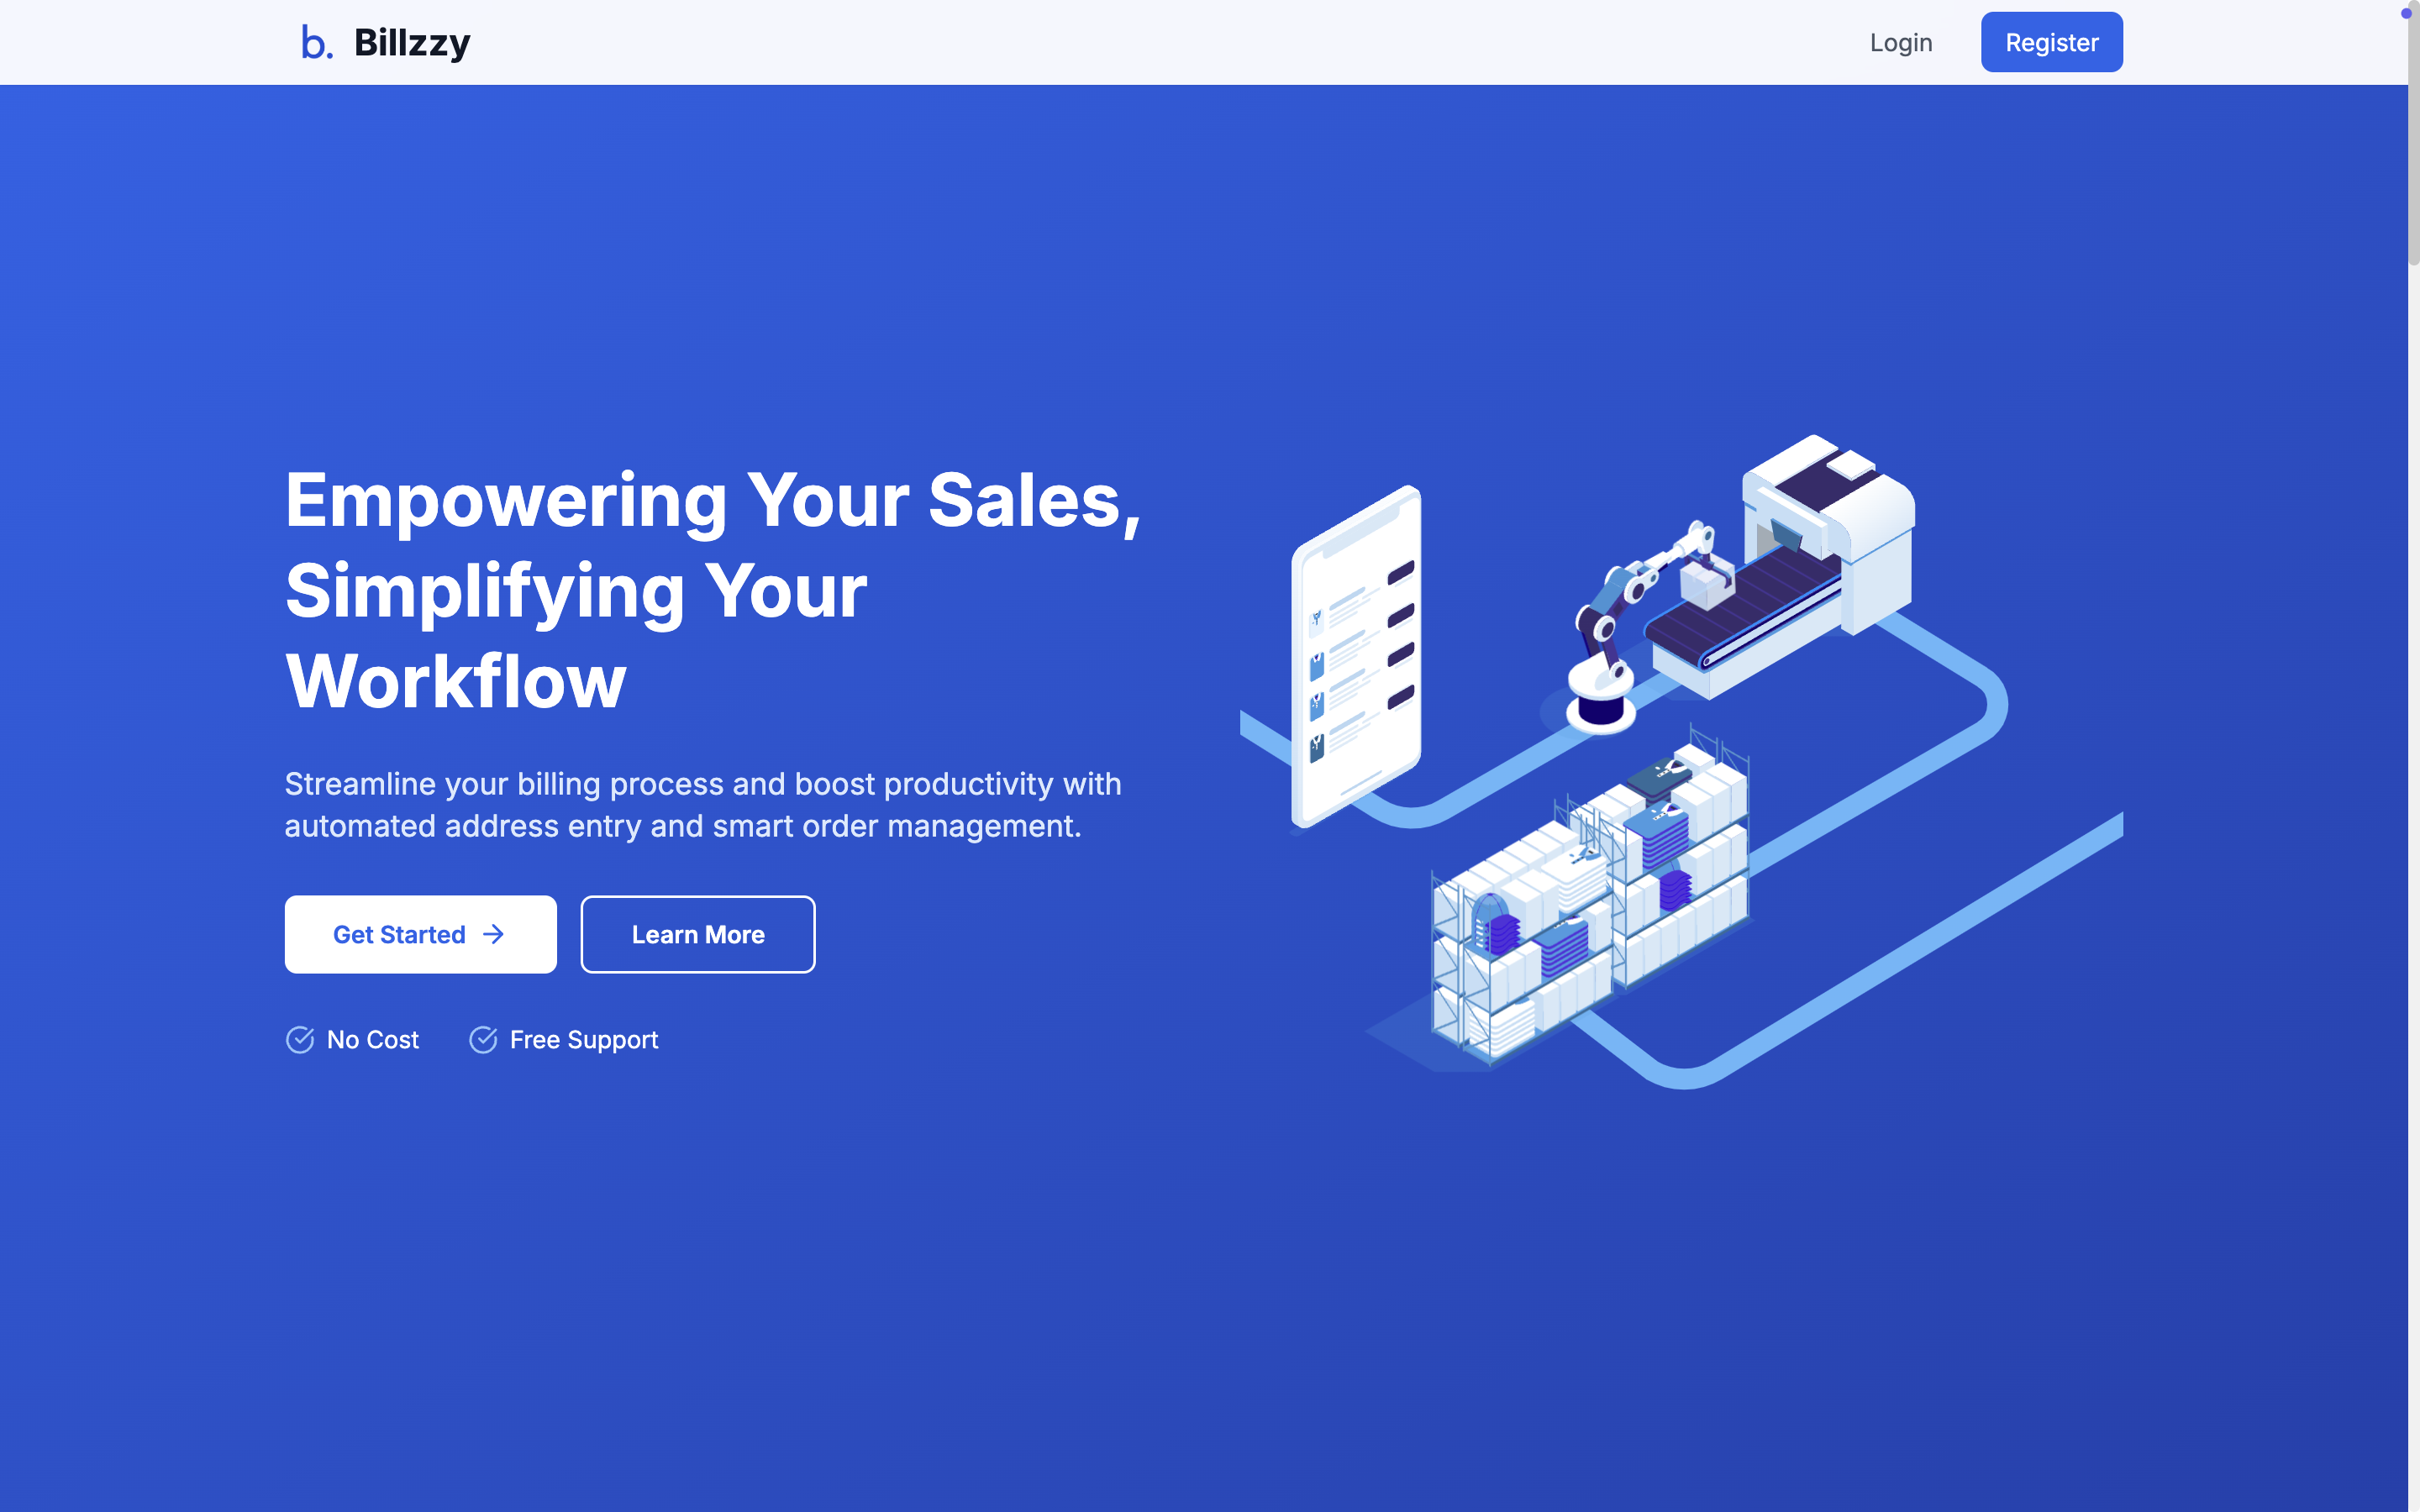 b. Billzzy
Login
Register
Empowering Your Sales,
Simplifying Your
Workflow
Streamline your billing process and boost productivity with
automated address entry and smart order management.
Get Started
Learn More
No Cost
Free Support